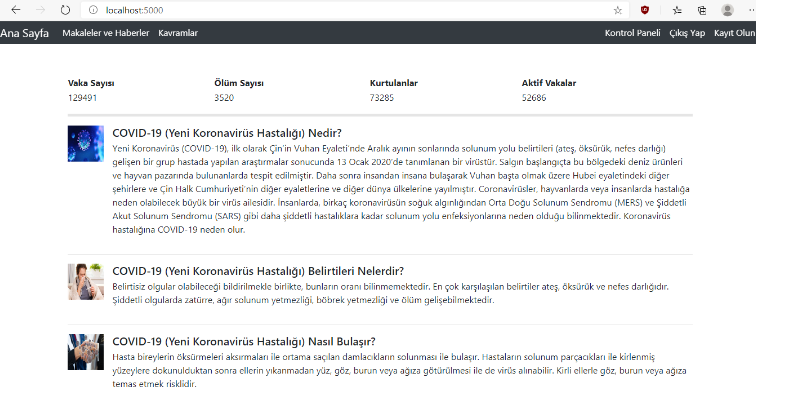 localhost:5000
Ana Sayfa Makaleler ve Haberler Kavramlar Kontrol Paneli Çıkış Yap Kayıt Olun
Vaka Sayısı Ölüm Sayısı Kurtulanlar Aktif Vakalar
129491 3520 73285 52686
COVID-19 (Yeni Koronavirüs Hastalığı) Nedir?
Yeni Koronavirüs (COVID-19), ilk olarak Çin'in Vuhan Eyaleti'nde Aralık ayının sonlarında solunum yolu belirtileri (ateş, öksürük, nefes darlığı)
gelişen bir grup hastada yapılan araştırmalar sonucunda 13 Ocak 2020'de tanımlanan bir virüstür. Salgın başlangıçta bu bölgedeki deniz ürünleri
ve hayvan pazarında bulunanlarda tespit edilmiştir. Daha sonra insandan insana bulaşarak Vuhan başta olmak üzere Hubei eyaletindeki diğer
şehirlere ve Çin Halk Cumhuriyeti'nin diğer eyaletlerine ve diğer dünya ülkelerine yayılmıştır. Coronavirüsler, hayvanlarda veya insanlarda hastalığa
neden olabilecek büyük bir virüs ailesidir. İnsanlarda, birkaç koronavirüsün soğuk algınlığından Orta Doğu Solunum Sendromu (MERS) ve Şiddetli
Akut Solunum Sendromu (SARS) gibi daha şiddetli hastalıklara kadar solunum yolu enfeksiyonlarına neden olduğu bilinmektedir. Koronavirüs
hastalığına COVID-19 neden olur.
COVID-19 (Yeni Koronavirüs Hastalığı) Belirtileri Nelerdir?
Belirtisiz olgular olabileceği bildirilmekle birlikte, bunların oranı bilinmemektedir. En çok karşılaşılan belirtiler ateş, öksürük ve nefes darlığıdır.
Şiddetli olgularda zatürre, ağır solunum yetmezliği, böbrek yetmezliği ve ölüm gelişebilmektedir.
COVID-19 (Yeni Koronavirüs Hastalığı) Nasıl Bulaşır?
Hasta bireylerin öksürmeleri aksırmaları ile ortama saçılan damlacıkların solunması ile bulaşır. Hastaların solunum parçacıkları ile kirlenmiş
yüzeylere dokunulduktan sonra ellerin yıkanmadan yüz, göz, burun veya ağıza götürülmesi ile de virüs alınabilir. Kirli ellerle göz, burun veya ağıza
temas etmek risklidir.